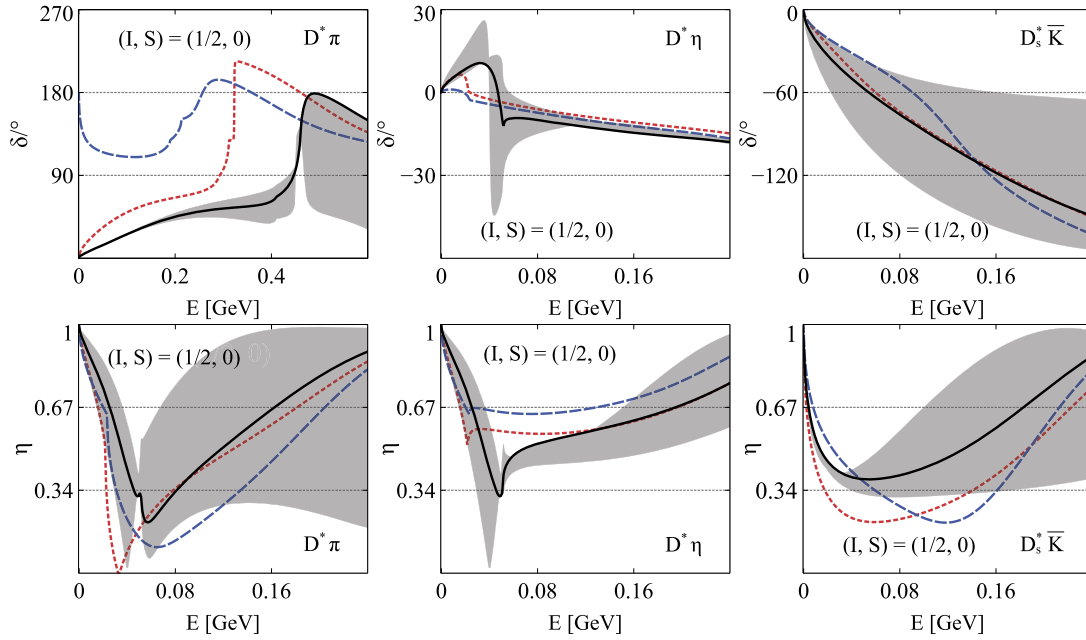 270
180
90
δ/°
(I, S) = (1/2, 0)
D* π
0
0.2
0.4
E [GeV]
30
0
−30
δ/°
D* η
(I, S) = (1/2, 0)
0
0.08
0.16
E [GeV]
0
−60
−120
δ/°
D_s* K̅
(I, S) = (1/2, 0)
0
0.08
0.16
E [GeV]
1
0.67
0.34
η
(I, S) = (1/2, 0)
D* π
0
0.08
0.16
E [GeV]
1
0.67
0.34
η
(I, S) = (1/2, 0)
D* η
0
0.08
0.16
E [GeV]
1
0.67
0.34
η
(I, S) = (1/2, 0)
D_s* K̅
0
0.08
0.16
E [GeV]